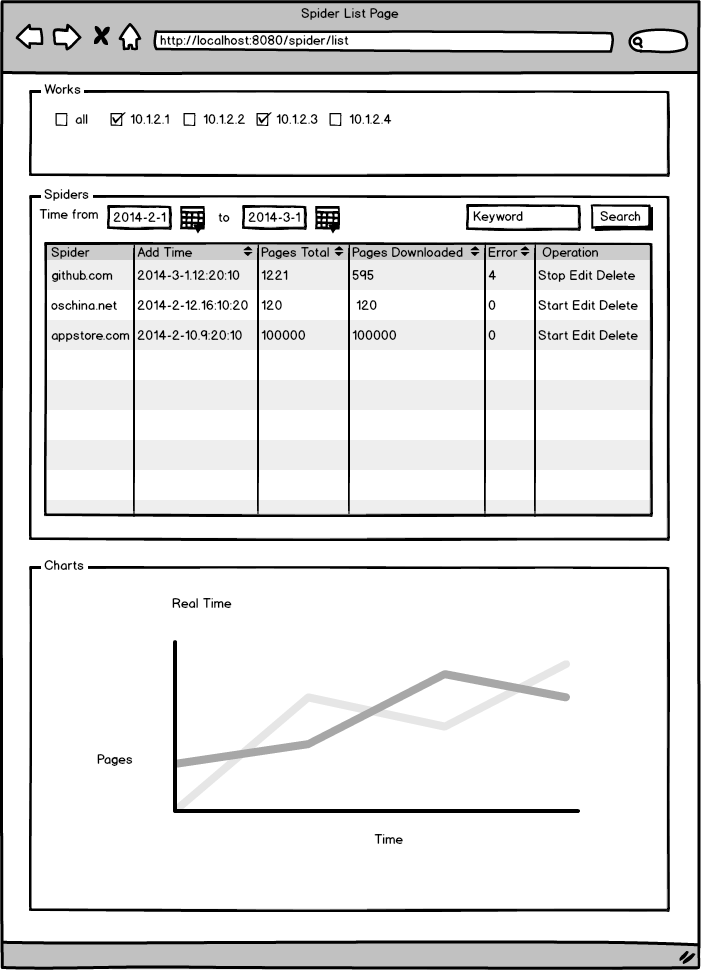 Spider List Page
http://localhost:8080/spider/list
Works
all 10.1.2.1 10.1.2.2 10.1.2.3 10.1.2.4
Spiders
Time from 2014-2-1 to 2014-3-1 Keyword Search
Spider Add Time Pages Total Pages Downloaded Error Operation
github.com 2014-3-1.12:20:10 1221 595 4 Stop Edit Delete
oschina.net 2014-2-12.16:10:20 120 120 0 Start Edit Delete
appstore.com 2014-2-10.9:20:10 100000 100000 0 Start Edit Delete
Charts
Real Time
Pages
Time